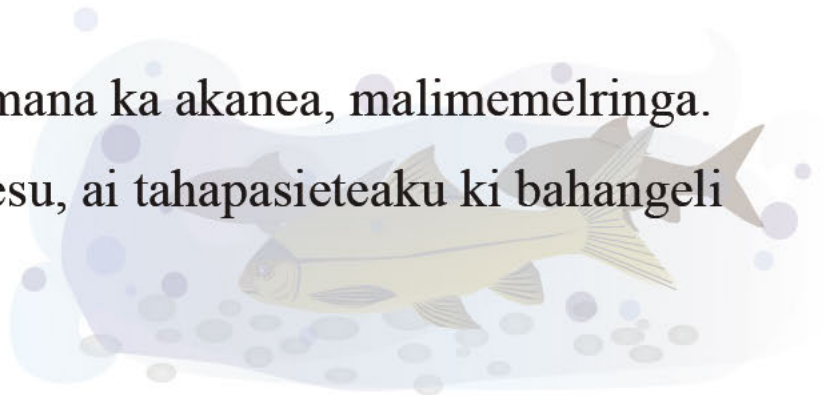 mana ka akanea, malimemelringa.
esu, ai tahapasieteaku ki bahangeli